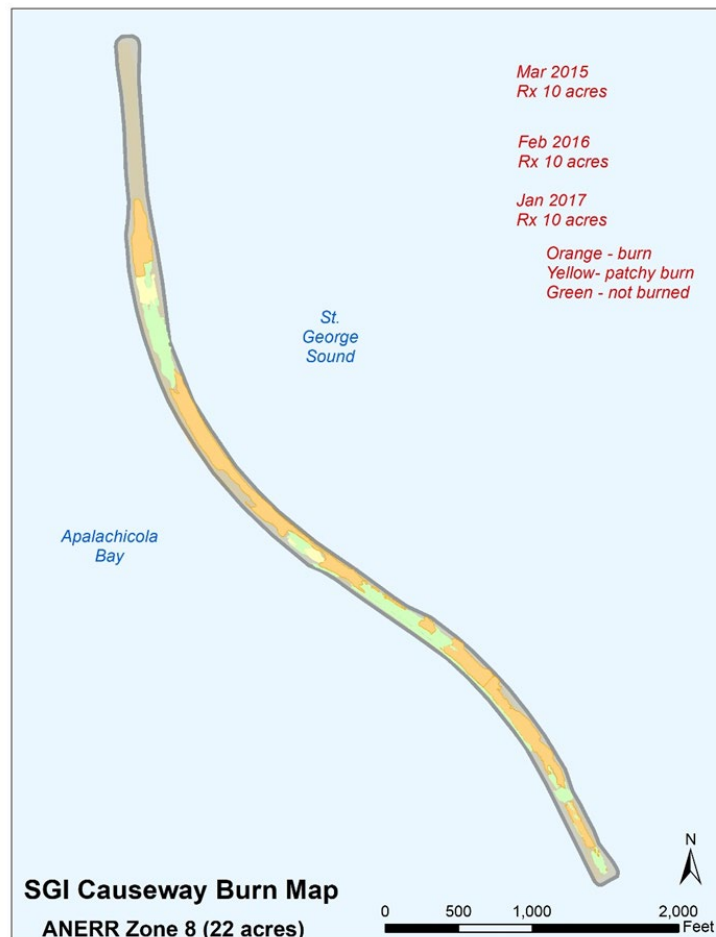 Mar 2015
Rx 10 acres
Feb 2016
Rx 10 acres
Jan 2017
Rx 10 acres
Orange - burn
Yellow- patchy burn
Green - not burned
St.
George
Sound
Apalachicola
Bay
N
SGI Causeway Burn Map
ANERR Zone 8 (22 acres)
0 500 1,000 2,000
Feet